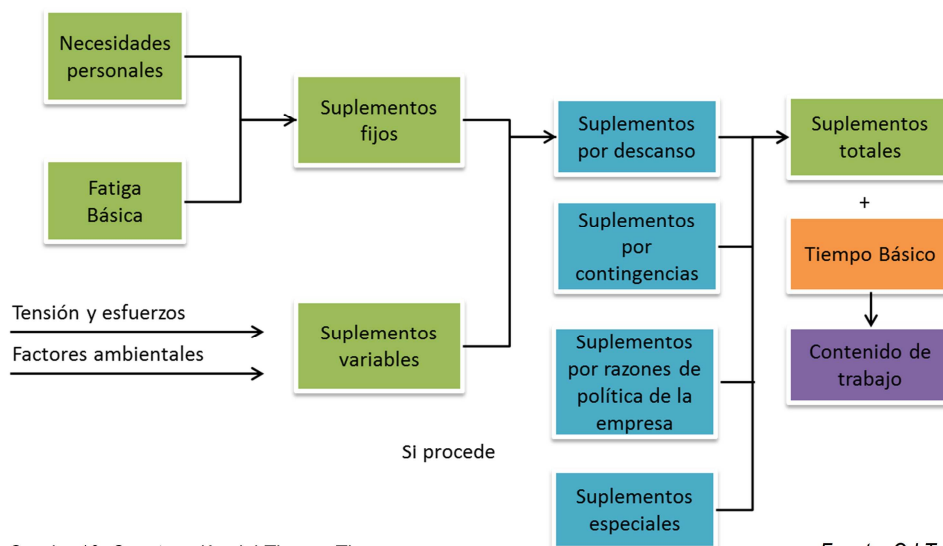 Necesidades
personales
Fatiga
Básica
Tensión y esfuerzos
Factores ambientales
Suplementos
fijos
Suplementos
variables
Si procede
Suplementos
por descanso
Suplementos
por
contingencias
Suplementos
por razones de
política de la
empresa
Suplementos
especiales
Suplementos
totales
+
Tiempo Básico
Contenido de
trabajo